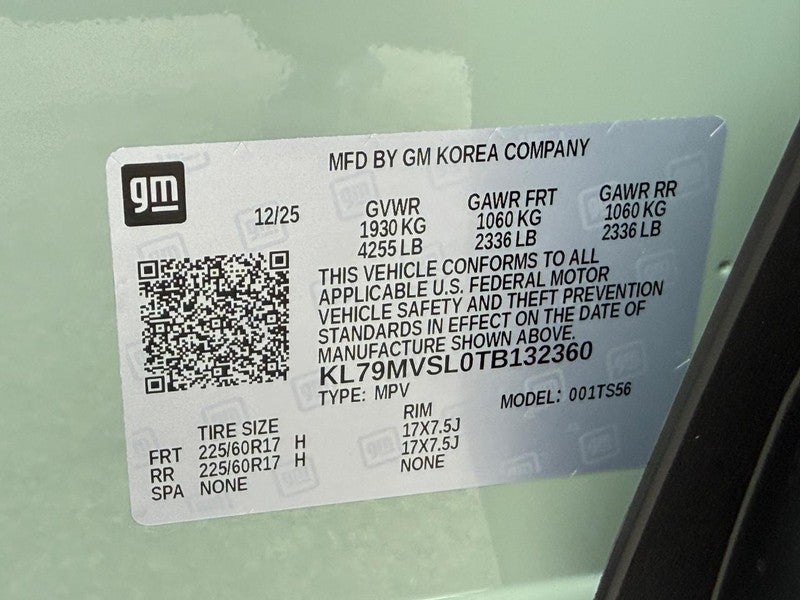 MFD BY GM KOREA COMPANY
gm
12/25
GVWR
1930 KG
4255 LB
GAWR FRT
1060 KG
2336 LB
GAWR RR
1060 KG
2336 LB
THIS VEHICLE CONFORMS TO ALL
APPLICABLE U.S. FEDERAL MOTOR
VEHICLE SAFETY AND THEFT PREVENTION
STANDARDS IN EFFECT ON THE DATE OF
MANUFACTURE SHOWN ABOVE.
KL79MVSL0TB132360
TYPE: MPV
MODEL: 001TS56
TIRE SIZE RIM
FRT 225/60R17 H 17X7.5J
RR 225/60R17 H 17X7.5J
SPA NONE NONE